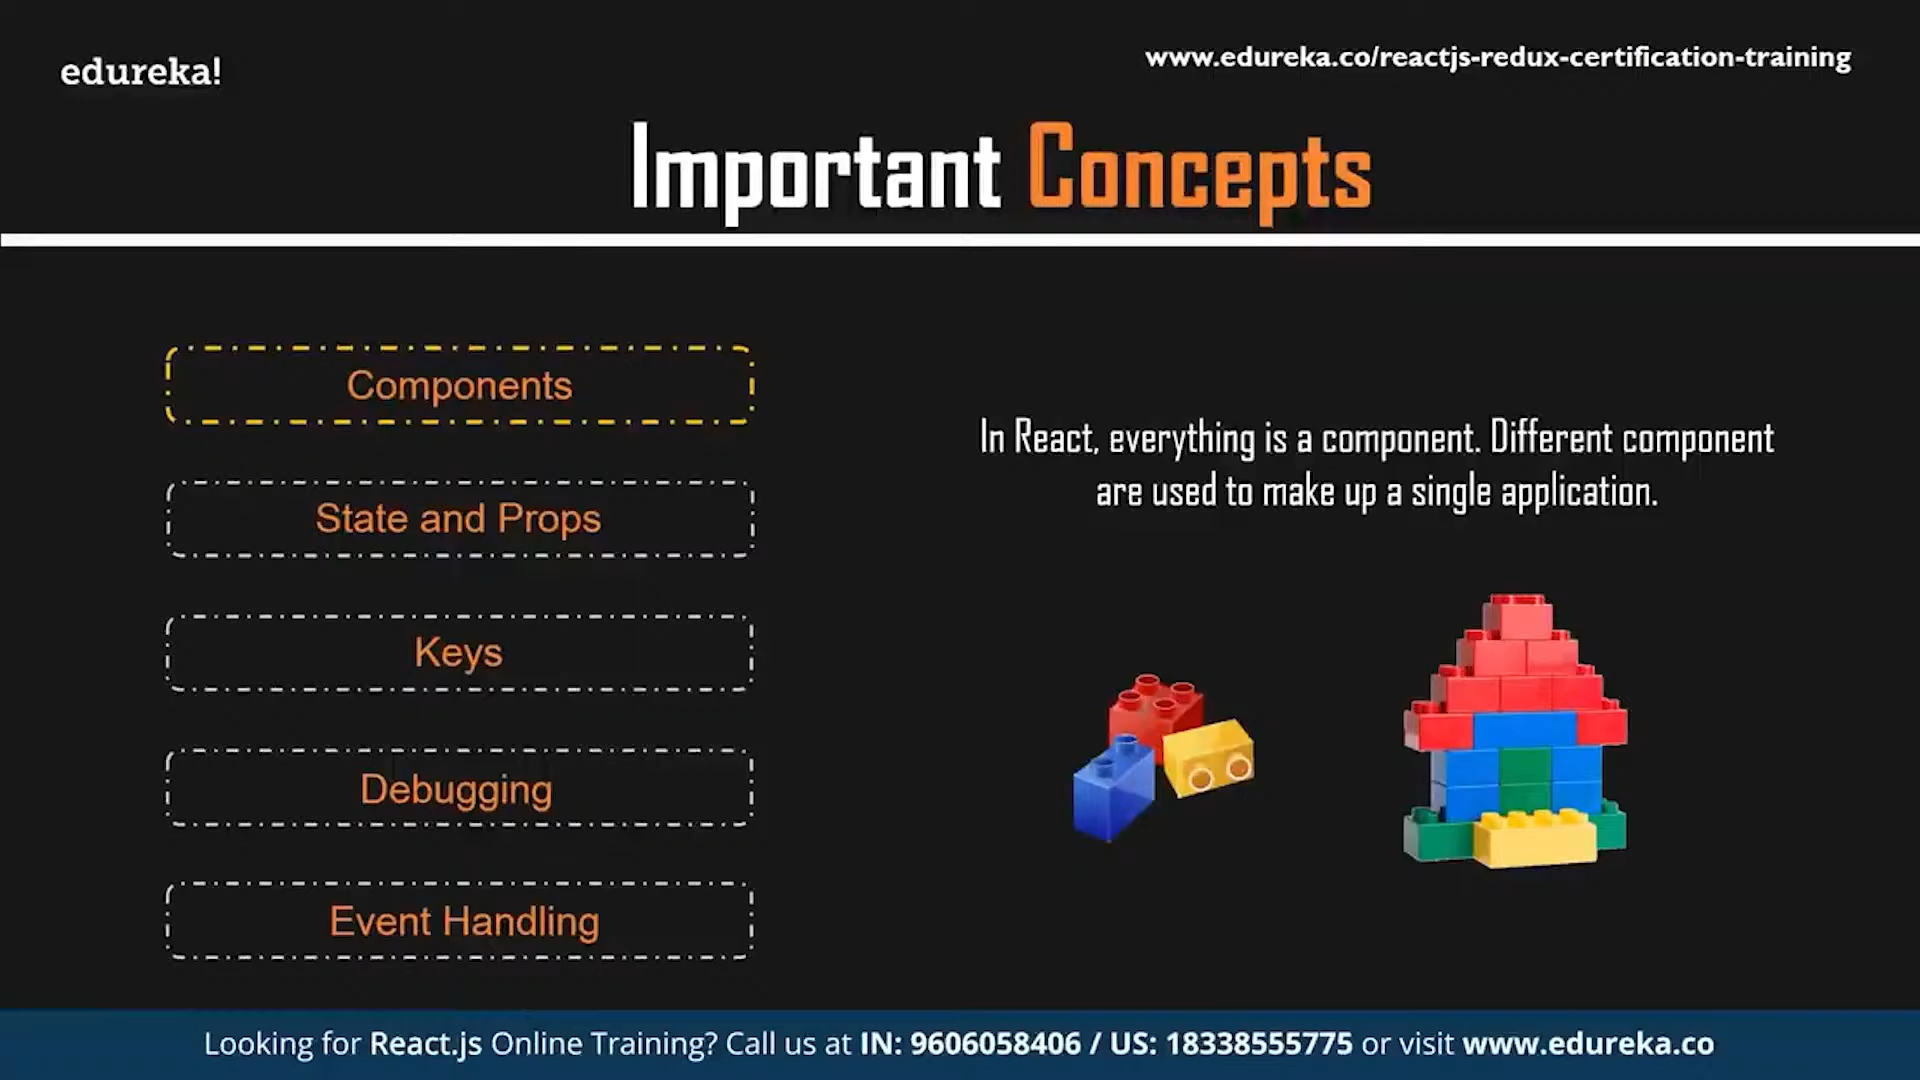 edureka!
www.edureka.co/reactjs-redux-certification-training
Important Concepts
Components
State and Props
Keys
Debugging
Event Handling
In React, everything is a component. Different component
are used to make up a single application.
Looking for React.js Online Training? Call us at IN: 9606058406 / US: 18338555775 or visit www.edureka.co